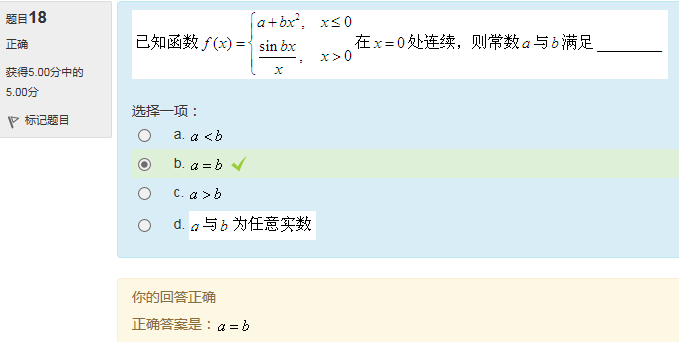 题目18
正确
获得5.00分中的
5.00分
标记题目
已知函数 f(x) = { a + bx², x ≤ 0; sin bx / x, x > 0 在 x = 0 处连续，则常数 a 与 b 满足 ________
选择一项：
a. a < b
b. a = b
c. a > b
d. a 与 b 为任意实数
你的回答正确
正确答案是：a = b